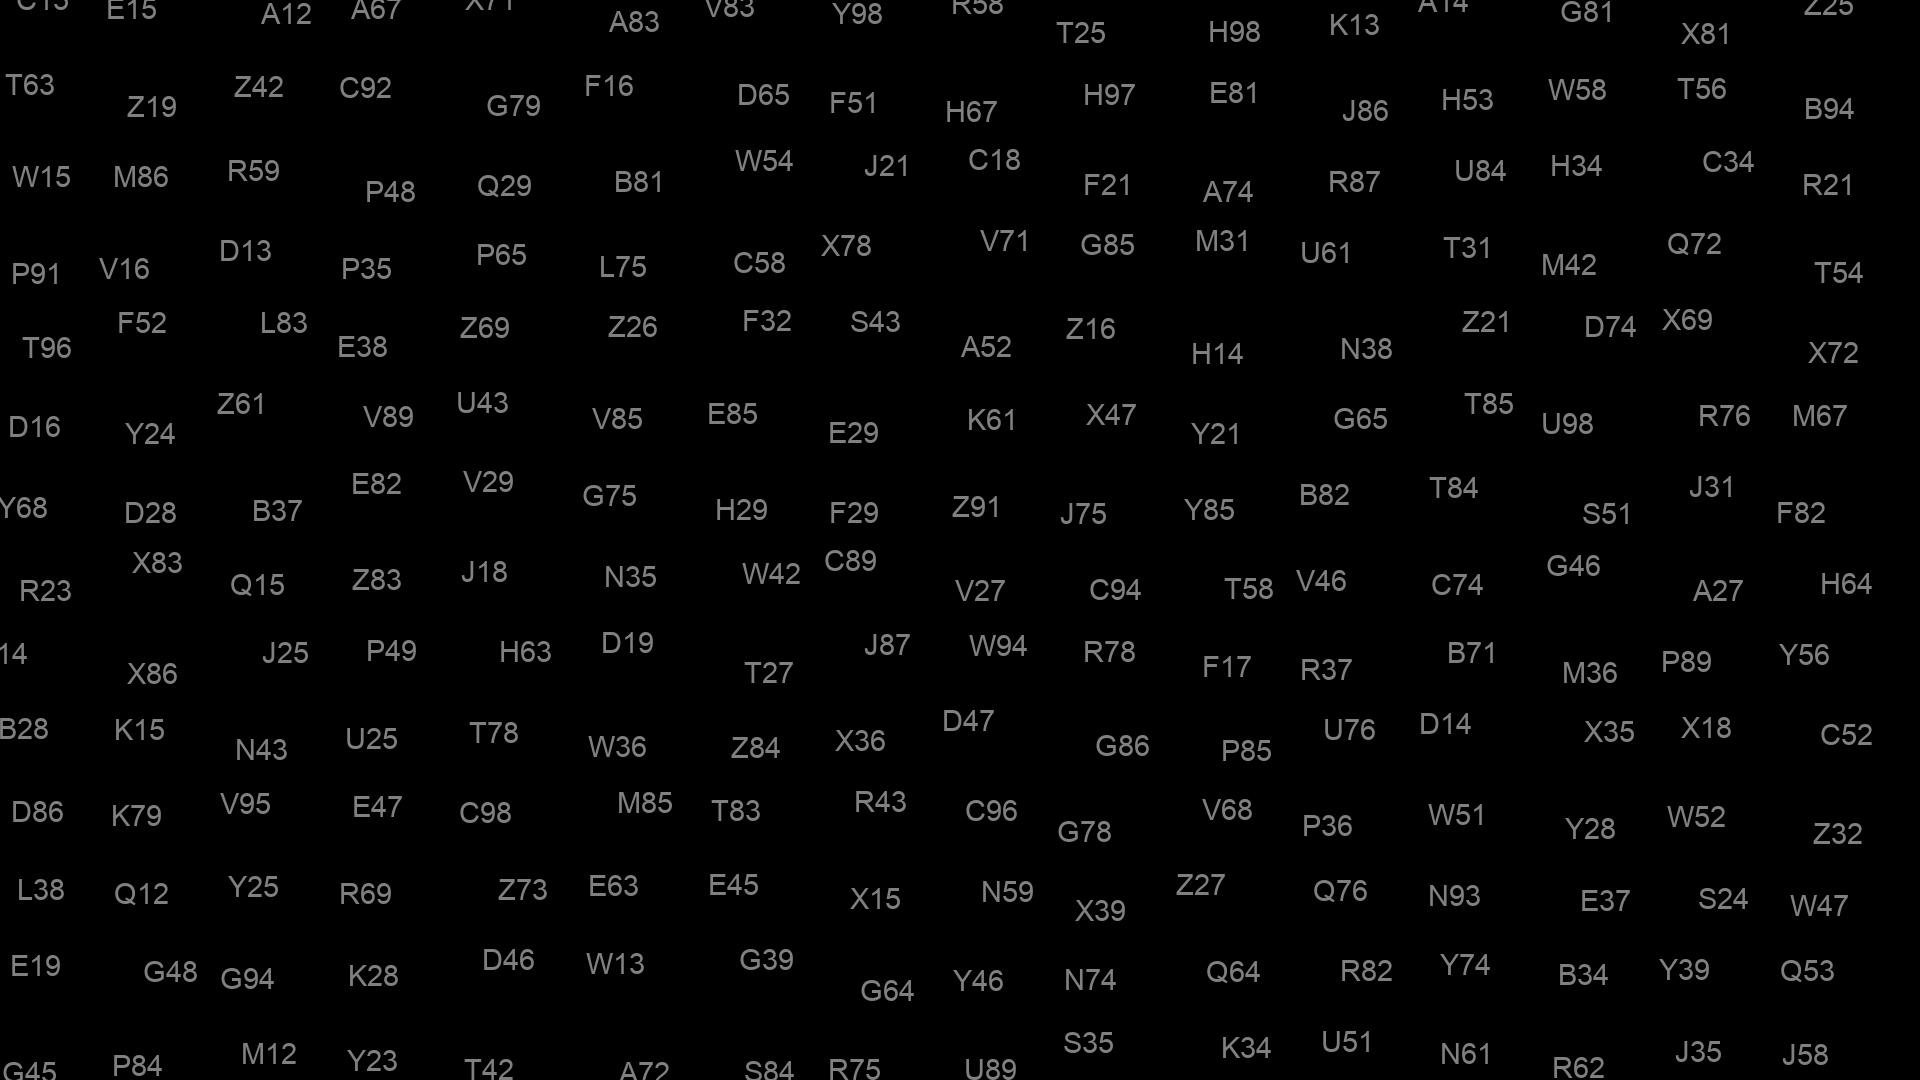 C15 E15 A12 A67 X71 A83 V83 Y98 R58 T25 H98 K13 A14 G81 X81 Z25
T63 Z19 Z42 C92 G79 F16 D65 F51 H67 H97 E81 J86 H53 W58 T56 B94
W15 M86 R59 P48 Q29 B81 W54 J21 C18 F21 A74 R87 U84 H34 C34 R21
P91 V16 D13 P35 P65 L75 C58 X78 V71 G85 M31 U61 T31 M42 Q72 T54
T96 F52 L83 E38 Z69 Z26 F32 S43 A52 Z16 H14 N38 Z21 D74 X69 X72
D16 Y24 Z61 V89 U43 V85 E85 E29 K61 X47 Y21 G65 T85 U98 R76 M67
Y68 D28 B37 E82 V29 G75 H29 F29 Z91 J75 Y85 B82 T84 S51 J31 F82
R23 X83 Q15 Z83 J18 N35 W42 C89 V27 C94 T58 V46 C74 G46 A27 H64
14 X86 J25 P49 H63 D19 T27 J87 W94 R78 F17 R37 B71 M36 P89 Y56
B28 K15 N43 U25 T78 W36 Z84 X36 D47 G86 P85 U76 D14 X35 X18 C52
D86 K79 V95 E47 C98 M85 T83 R43 C96 G78 V68 P36 W51 Y28 W52 Z32
L38 Q12 Y25 R69 Z73 E63 E45 X15 N59 X39 Z27 Q76 N93 E37 S24 W47
E19 G48 G94 K28 D46 W13 G39 G64 Y46 N74 Q64 R82 Y74 B34 Y39 Q53
G45 P84 M12 Y23 T42 A72 S84 R75 U89 S35 K34 U51 N61 R62 J35 J58